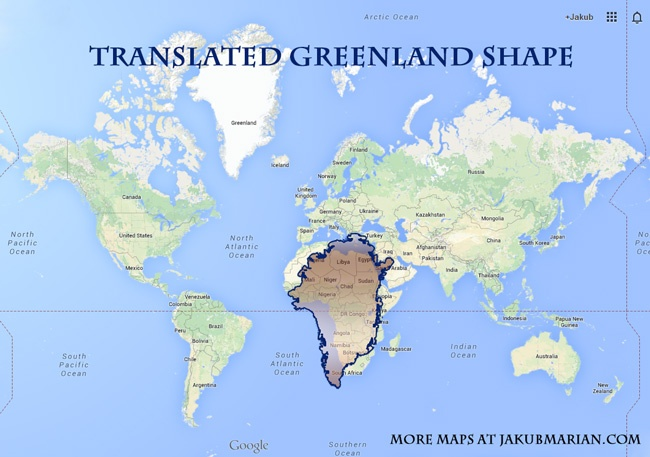 Arctic Ocean
+Jakub
TRANSLATED GREENLAND SHAPE
Greenland
Iceland
Finland
Sweden
Norway
Russia
United
Kingdom
Canada
Poland
Germany
Ukraine
France
Kazakhstan
Mongolia
Spain
Italy
Turkey
North
Pacific
Ocean
United States
North
Atlantic
Ocean
Afghanistan
China
South Korea
Japan
Iraq
Iran
Pakistan
Libya
Egypt
Mexico
Mali
Niger
Chad
Sudan
Arabia
India
Thailand
Nigeria
Ethiopia
Venezuela
Colombia
DR Congo
Indonesia
Papua New
Guinea
Peru
Brazil
Tanzania
Angola
Bolivia
Namibia
Botswana
Madagascar
Indian
Ocean
South
Pacific
Ocean
Chile
South
Atlantic
Ocean
South Africa
Australia
Argentina
New
Zealand
Google
Southern
Ocean
MORE MAPS AT JAKUBMARIAN.COM